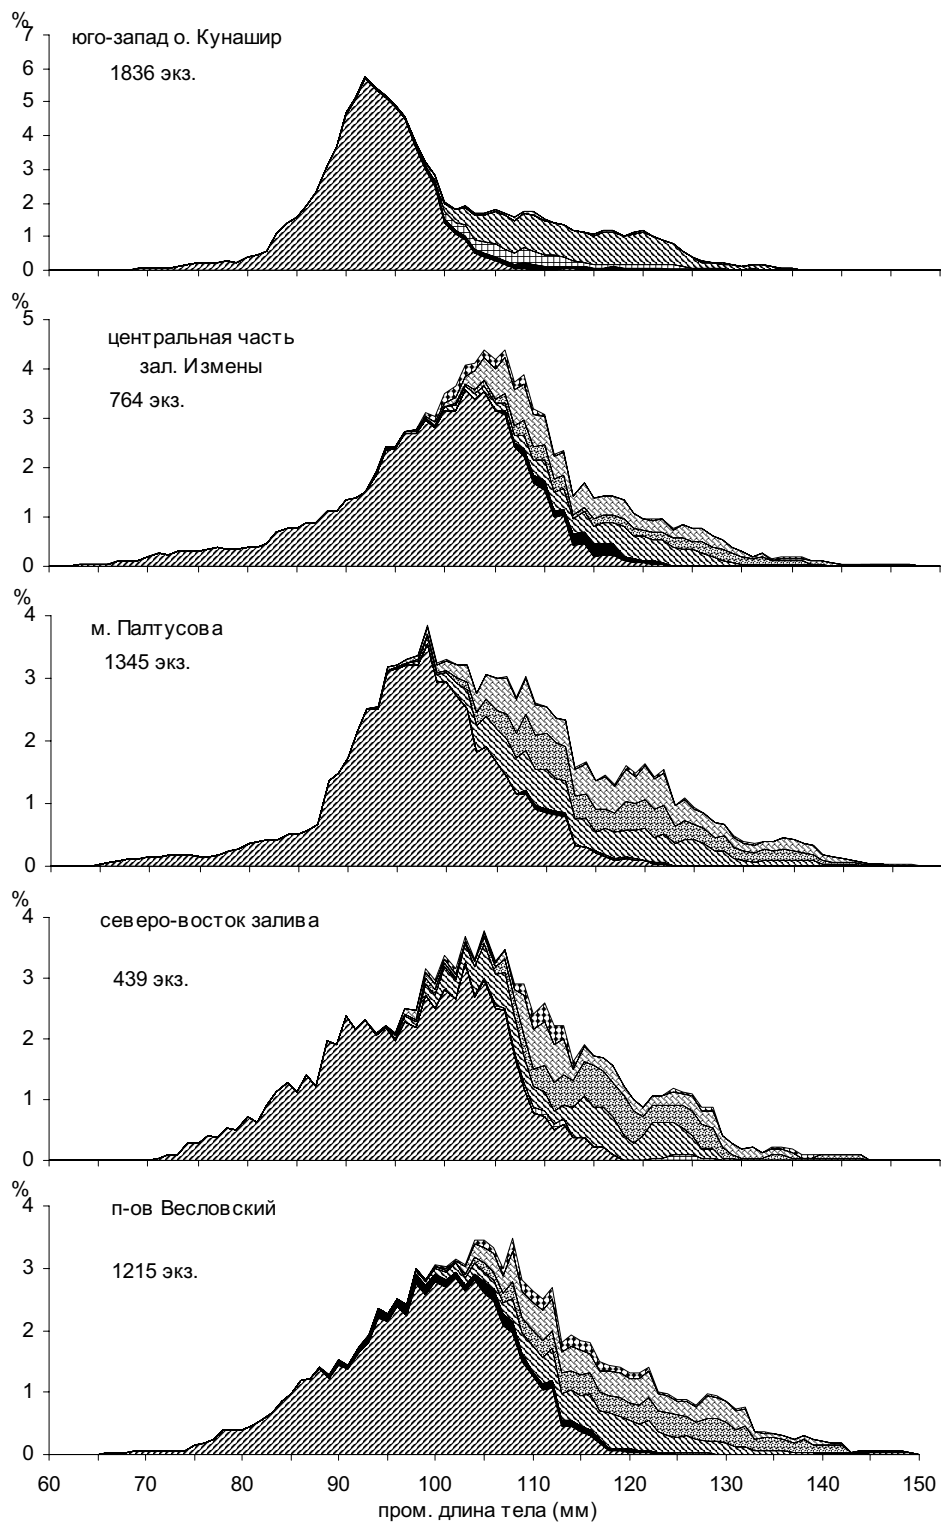 %
7
юго-запад о. Кунашир
1836 экз.
6
5
4
3
2
1
0
%
5
центральная часть
зал. Измены
764 экз.
4
3
2
1
0
%
4
м. Палтусова
1345 экз.
3
2
1
0
%
4
северо-восток залива
439 экз.
3
2
1
0
%
4
п-ов Весловский
1215 экз.
3
2
1
0
60 70 80 90 100 110 120 130 140 150
пром. длина тела (мм)